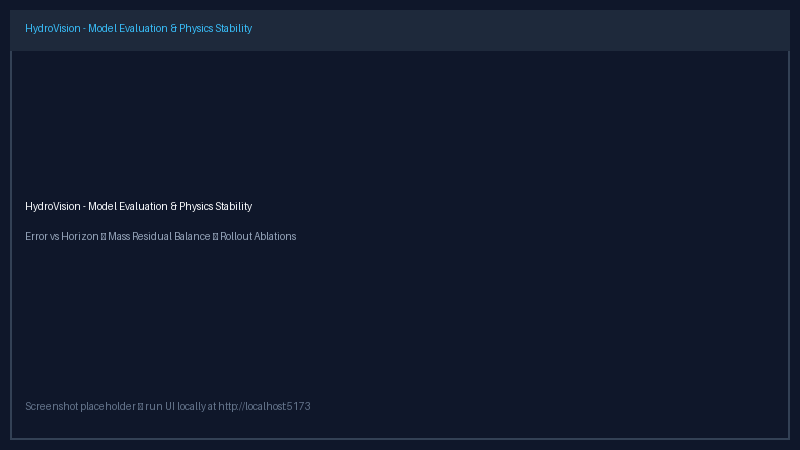 HydroVision - Model Evaluation & Physics Stability
HydroVision - Model Evaluation & Physics Stability
Error vs Horizon ☒ Mass Residual Balance ☒ Rollout Ablations
Screenshot placeholder ☒ run UI locally at http://localhost:5173